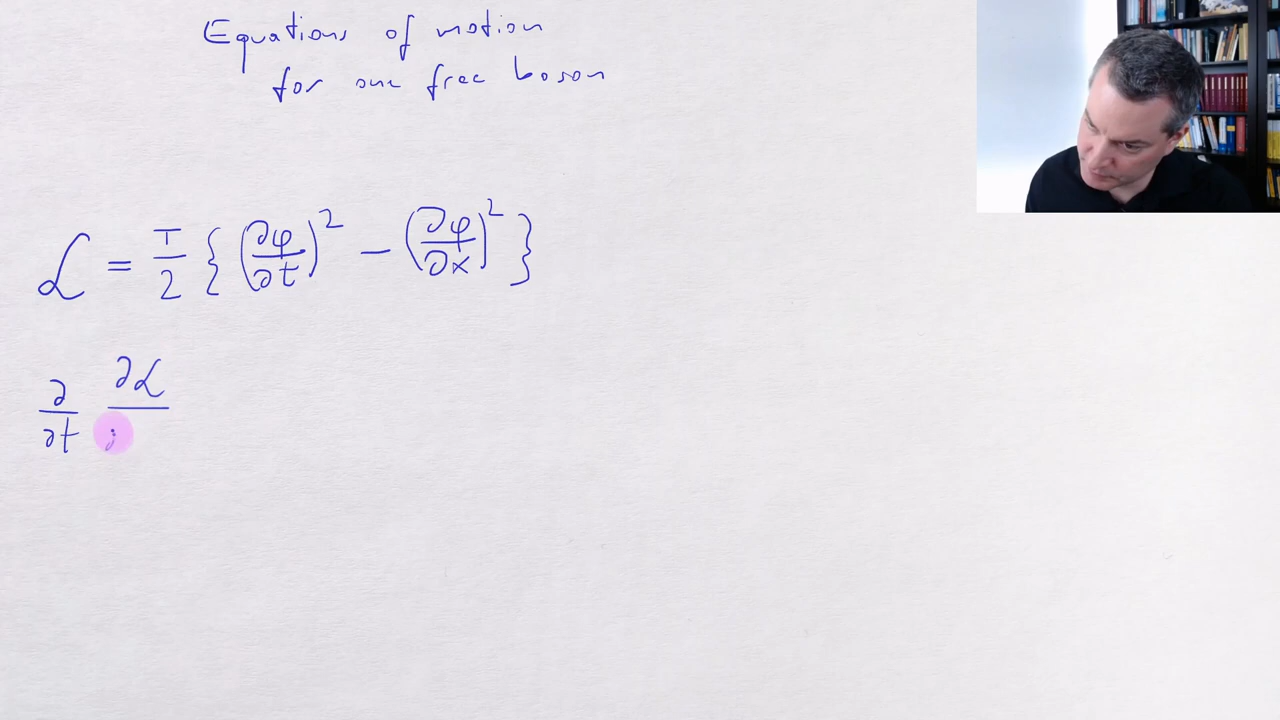 Equations of motion
for one free boson
ℒ = T/2 { (∂φ/∂t)² − (∂φ/∂x)² }
∂/∂t ∂ℒ/